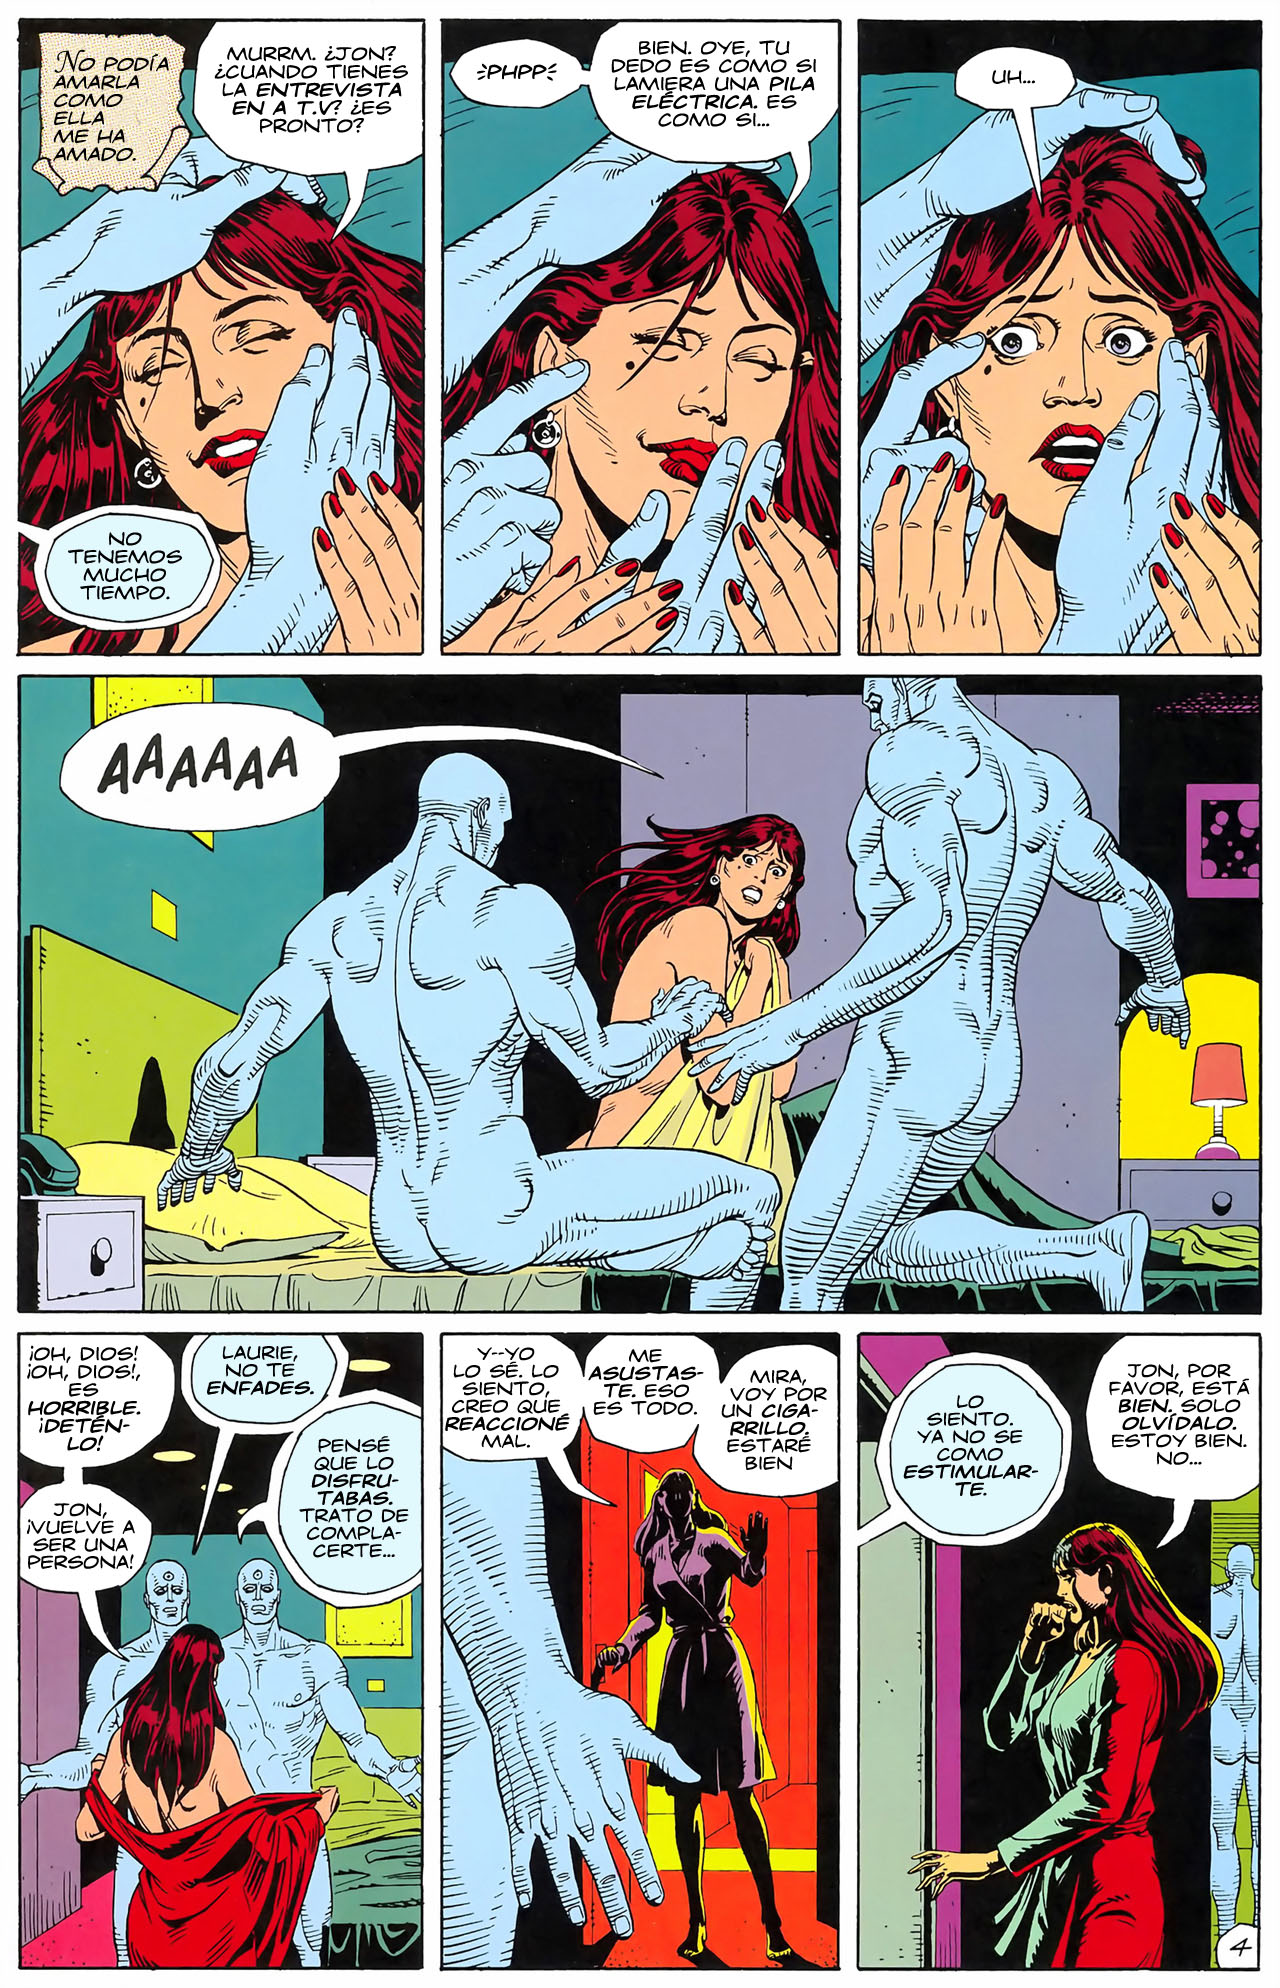 No PODÍA
AMARLA
COMO
ELLA
ME HA
AMADO.
MURRM. ¿JON?
¿CUANDO TIENES
LA ENTREVISTA
EN A T.V? ¿ES
PRONTO?
NO
TENEMOS
MUCHO
TIEMPO.
PHPP
BIEN. OYE, TU
DEDO ES COMO SI
LAMIERA UNA PILA
ELÉCTRICA. ES
COMO SI...
UH...
AAAAAA
¡OH, DIOS!
¡OH, DIOS!,
ES
HORRIBLE.
¡DETÉN-
LO!
LAURIE,
NO TE
ENFADES.
PENSÉ
QUE LO
DISFRU-
TABAS.
TRATO DE
COMPLA-
CERTE...
JON,
¡VUELVE A
SER UNA
PERSONA!
Y--YO
LO SÉ. LO
SIENTO,
CREO QUE
REACCIONÉ
MAL.
ME
ASUSTAS-
TE. ESO
ES TODO.
MIRA,
VOY POR
UN CIGA-
RRILLO.
ESTARÉ
BIEN
LO
SIENTO.
YA NO SE
COMO
ESTIMULAR-
TE.
JON, POR
FAVOR, ESTÁ
BIEN. SOLO
OLVÍDALO.
ESTOY BIEN.
NO...
4